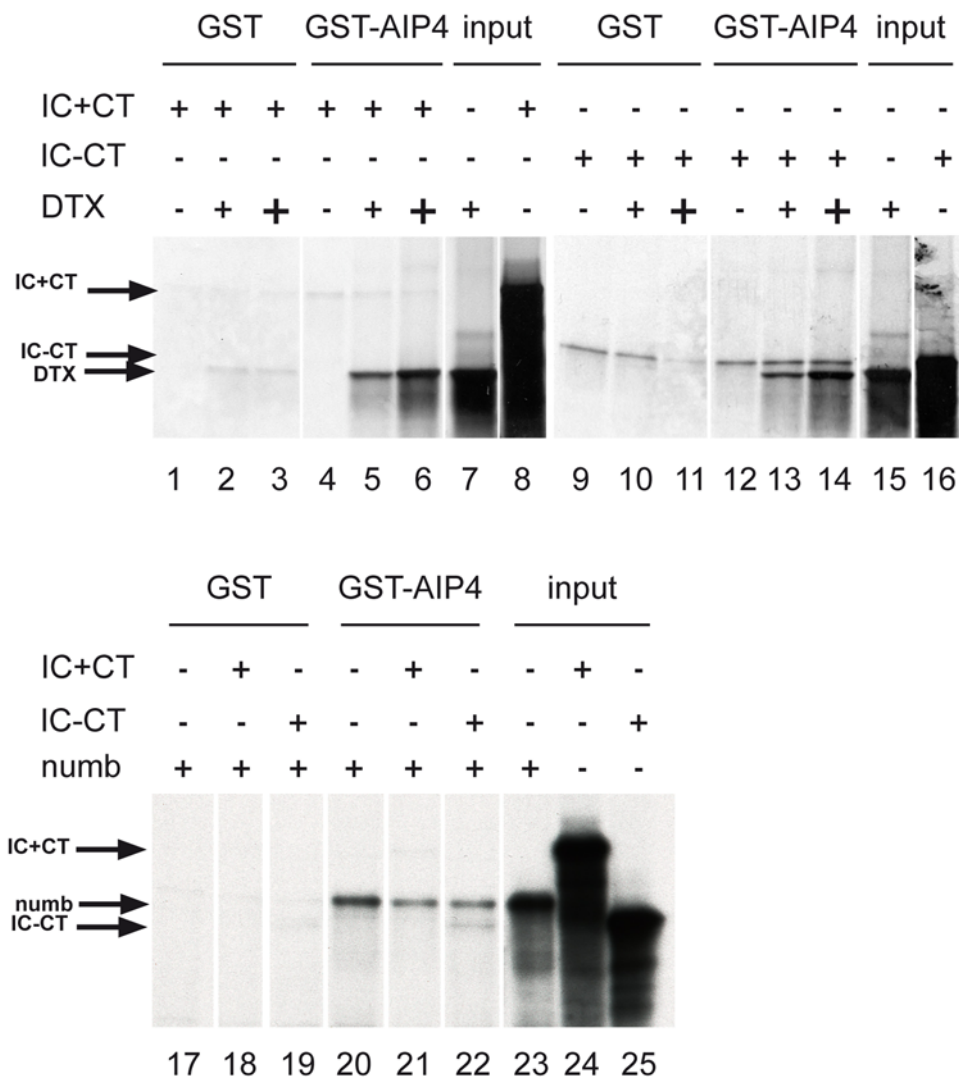 GST GST-AIP4 input GST GST-AIP4 input
IC+CT + + + + + + - + - - - - - - - -
IC-CT - - - - - - - - + + + + + + - +
DTX - + + - + + + - - + + - + + + -
IC+CT
IC-CT
DTX
1 2 3 4 5 6 7 8 9 10 11 12 13 14 15 16
GST GST-AIP4 input
IC+CT - + - - + - - + -
IC-CT - - + - - + - - +
numb + + + + + + + - -
IC+CT
numb
IC-CT
17 18 19 20 21 22 23 24 25